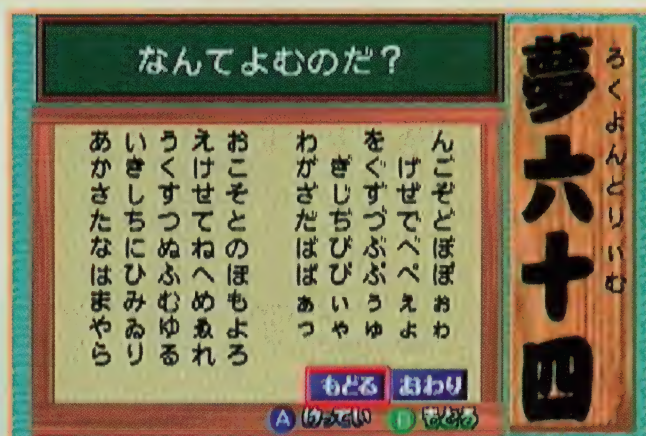 なんてよむのだ?
夢六十四
ろくよんとりいむ
んごぞどぼぽぉゎ
げぜでべぺぇょ
をぐずづぶぷぅゅ
ぎじぢびぴぃゃ
わがざだばぱぁっ
おこそとのほもよろ
えけせてねへめゑれ
うくすつぬふむゆる
いきしちにひみゐり
あかさたなはまやら
もどる おわり
A けってい B もどる